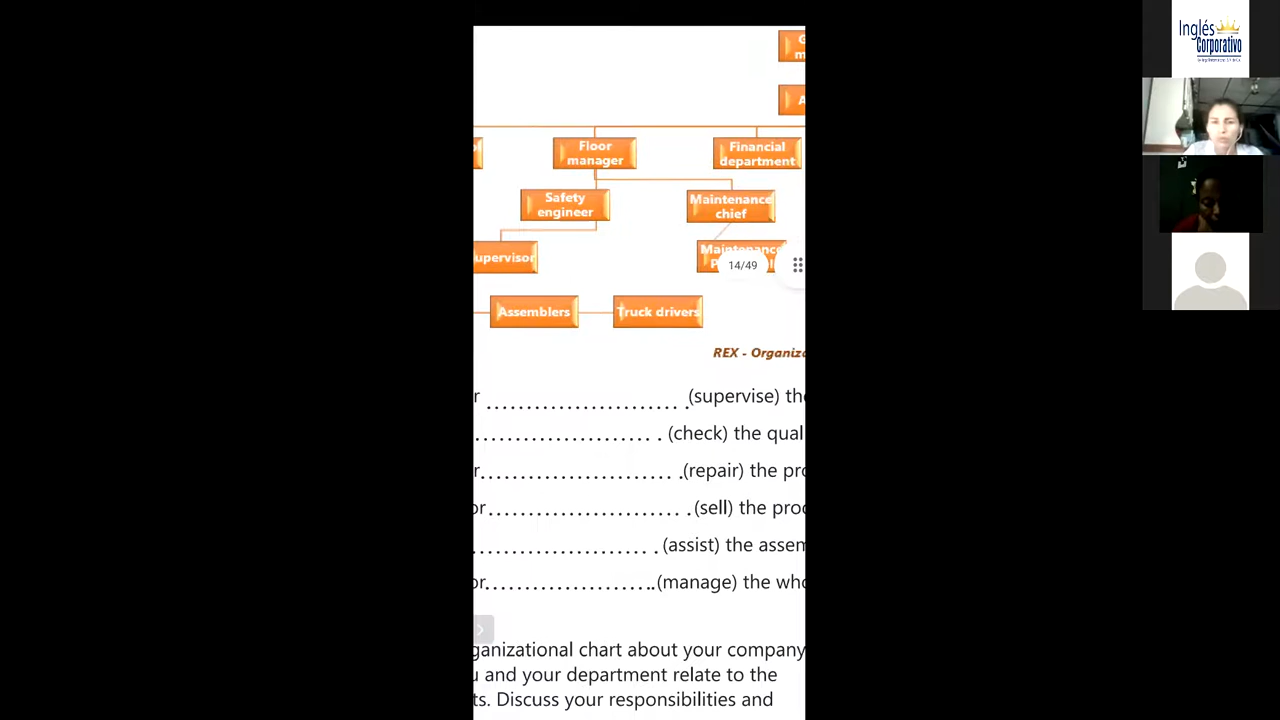 Inglés
Corporativo
Floor
manager
Financial
department
Safety
engineer
Maintenance
chief
upervisor
Maintenance
14/49
Assemblers
Truck drivers
REX - Organiza
r ........................ .(supervise) the
...................... . (check) the qual
r........................ .(repair) the pro
or........................ .(sell) the prod
...................... . (assist) the assem
or.....................(manage) the who
ganizational chart about your company
u and your department relate to the
ts. Discuss your responsibilities and